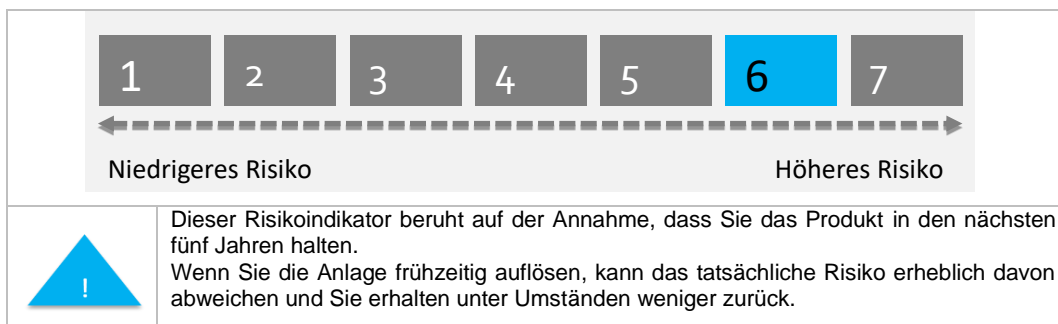 1 2 3 4 5 6 7
Niedrigeres Risiko Höheres Risiko
Dieser Risikoindikator beruht auf der Annahme, dass Sie das Produkt in den nächsten
fünf Jahren halten.
Wenn Sie die Anlage frühzeitig auflösen, kann das tatsächliche Risiko erheblich davon
abweichen und Sie erhalten unter Umständen weniger zurück.
!